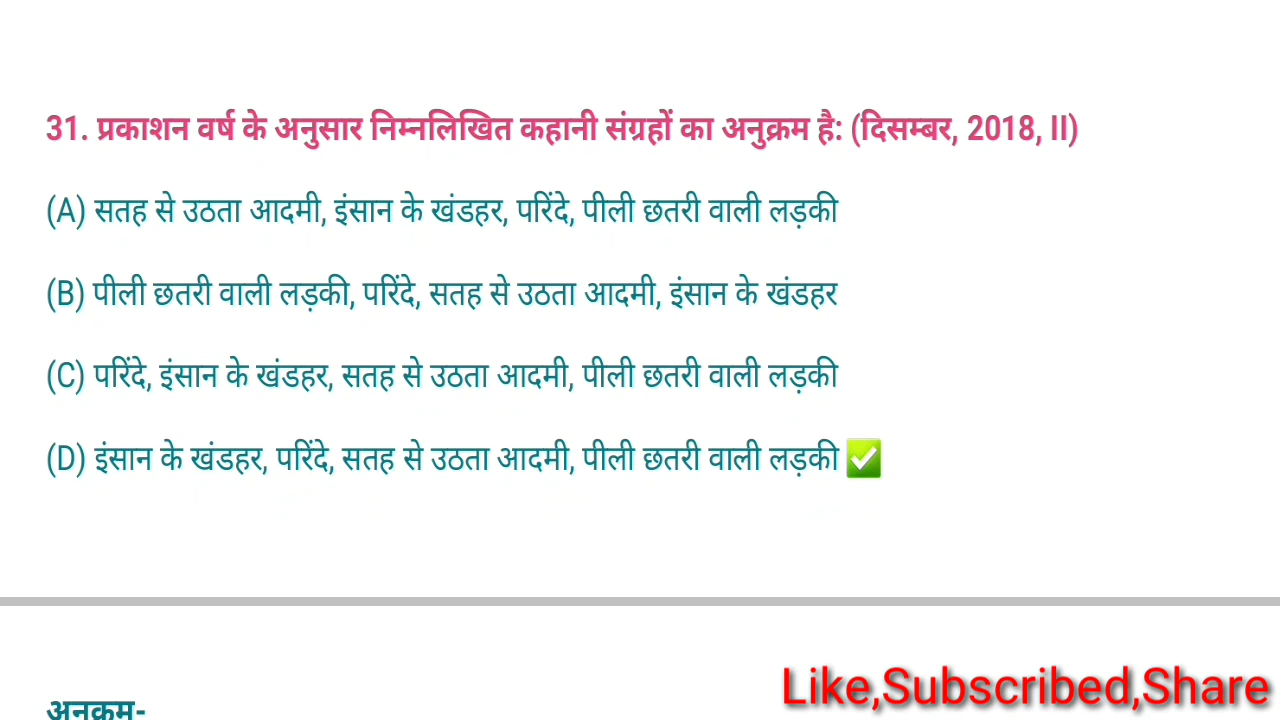 31. प्रकाशन वर्ष के अनुसार निम्नलिखित कहानी संग्रहों का अनुक्रम है: (दिसम्बर, 2018, II)
(A) सतह से उठता आदमी, इंसान के खंडहर, परिंदे, पीली छतरी वाली लड़की
(B) पीली छतरी वाली लड़की, परिंदे, सतह से उठता आदमी, इंसान के खंडहर
(C) परिंदे, इंसान के खंडहर, सतह से उठता आदमी, पीली छतरी वाली लड़की
(D) इंसान के खंडहर, परिंदे, सतह से उठता आदमी, पीली छतरी वाली लड़की ✅
Like,Subscribed,Share
अनुक्रम-